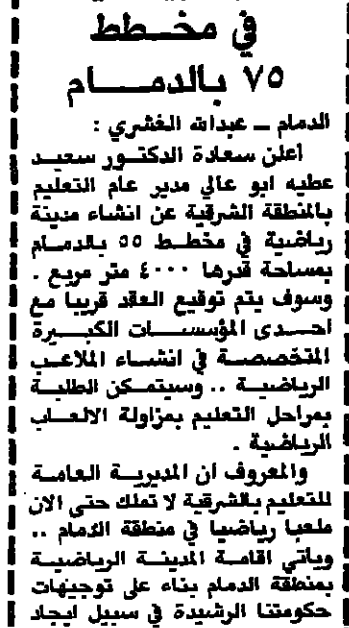 في مخطط
٧٥ بالدمام
الدمام ــ عبدالله الغشري :
أعلن سعادة الدكتور سعيد
عطيه ابو عالي مدير عام التعليم
بالمنطقة الشرقية عن انشاء مدينة
رياضية في مخطط ٥٥ بالدمام
بمساحة قدرها ٤٠٠٠ متر مربع .
وسوف يتم توقيع العقد قريبا مع
احدى المؤسسات الكبيرة
المتخصصة في انشاء الملاعب
الرياضية .. وسيتمكن الطلبة
بمراحل التعليم بمزاولة الالعاب
الرياضية .
والمعروف ان المديرية العامة
للتعليم بالشرقية لا تملك حتى الان
ملعبا رياضيا في منطقة الدمام ..
وياتي اقامة المدينة الرياضية
بمنطقة الدمام بناء على توجيهات
حكومتنا الرشيدة في سبيل ايجاد